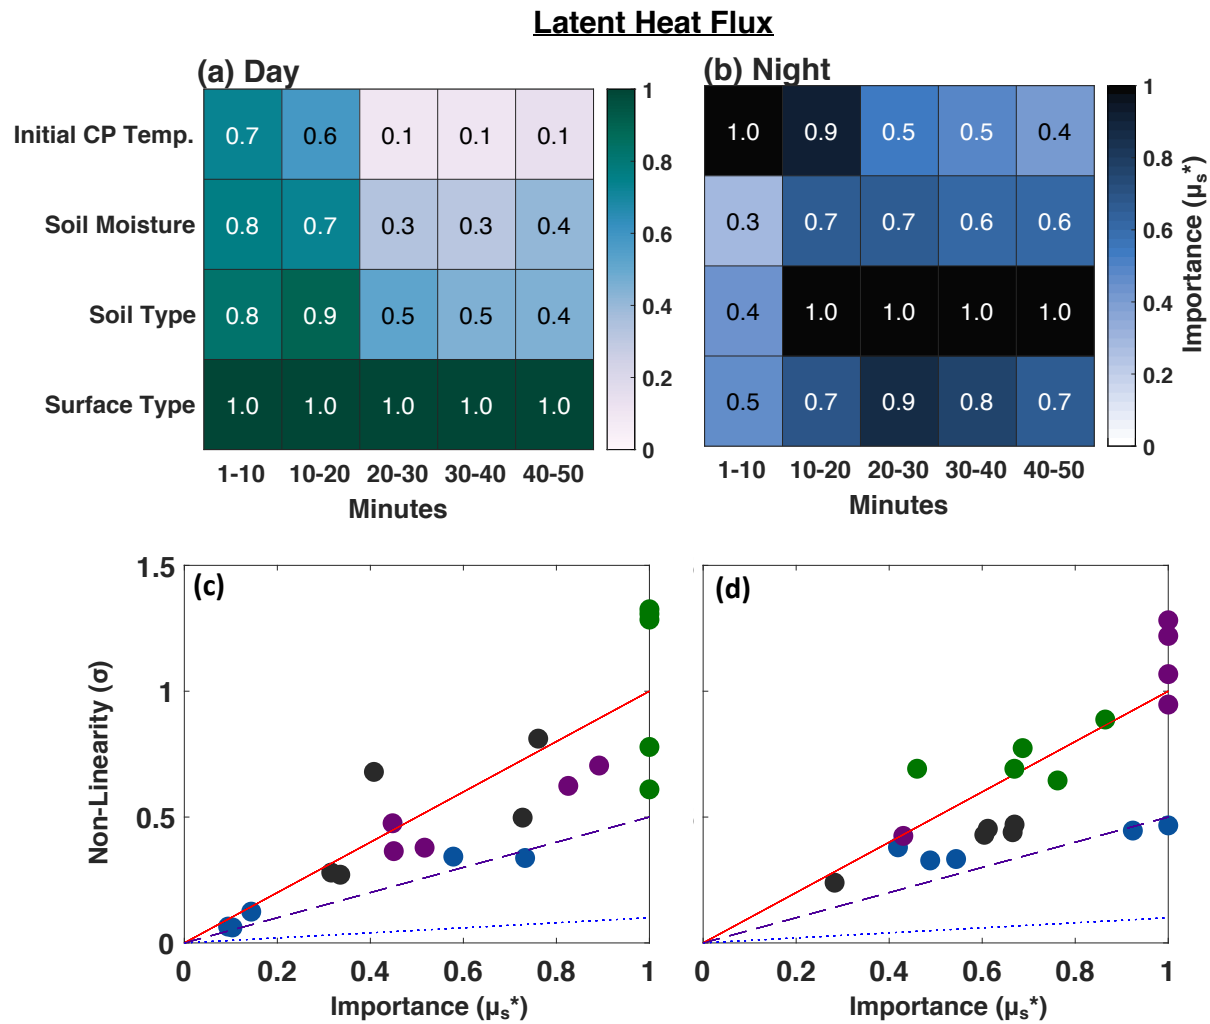 Latent Heat Flux
(a) Day
(b) Night
Initial CP Temp. 0.7 0.6 0.1 0.1 0.1
Soil Moisture 0.8 0.7 0.3 0.3 0.4
Soil Type 0.8 0.9 0.5 0.5 0.4
Surface Type 1.0 1.0 1.0 1.0 1.0
1-10 10-20 20-30 30-40 40-50
Minutes
1
0.8
0.6
0.4
0.2
0
1.0 0.9 0.5 0.5 0.4
0.3 0.7 0.7 0.6 0.6
0.4 1.0 1.0 1.0 1.0
0.5 0.7 0.9 0.8 0.7
1-10 10-20 20-30 30-40 40-50
Minutes
1
0.8
0.6
0.4
0.2
0
Importance (μs*)
(c)
1.5
1
0.5
0
Non-Linearity (σ)
0 0.2 0.4 0.6 0.8 1
Importance (μs*)
(d)
0 0.2 0.4 0.6 0.8 1
Importance (μs*)